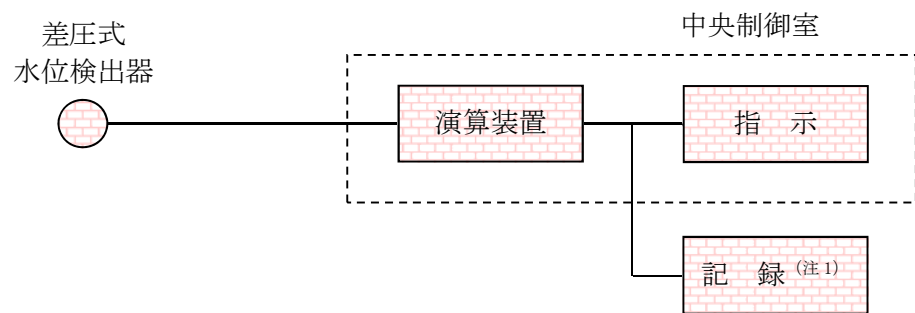 中央制御室
差圧式
水位検出器
演算装置
指 示
記 録 (注1)